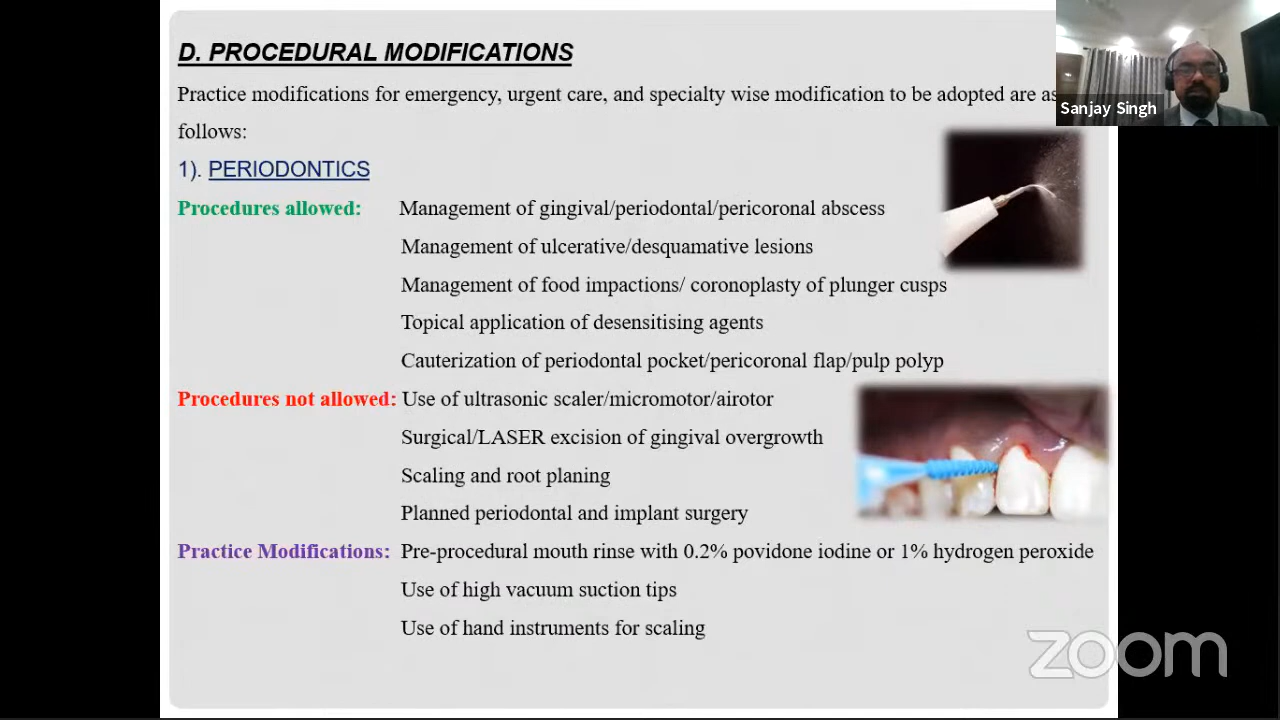 D. PROCEDURAL MODIFICATIONS
Practice modifications for emergency, urgent care, and specialty wise modification to be adopted are as
follows:
1). PERIODONTICS
Procedures allowed: Management of gingival/periodontal/pericoronal abscess
Management of ulcerative/desquamative lesions
Management of food impactions/ coronoplasty of plunger cusps
Topical application of desensitising agents
Cauterization of periodontal pocket/pericoronal flap/pulp polyp
Procedures not allowed: Use of ultrasonic scaler/micromotor/airotor
Surgical/LASER excision of gingival overgrowth
Scaling and root planing
Planned periodontal and implant surgery
Practice Modifications: Pre-procedural mouth rinse with 0.2% povidone iodine or 1% hydrogen peroxide
Use of high vacuum suction tips
Use of hand instruments for scaling
Sanjay Singh
zoom